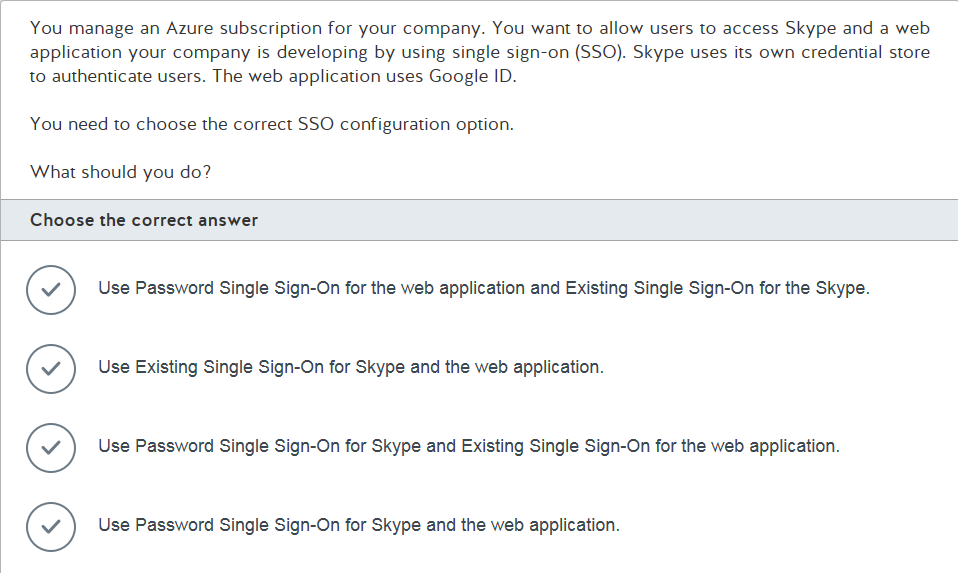 You manage an Azure subscription for your company. You want to allow users to access Skype and a web
application your company is developing by using single sign-on (SSO). Skype uses its own credential store
to authenticate users. The web application uses Google ID.
You need to choose the correct SSO configuration option.
What should you do?
Choose the correct answer
Use Password Single Sign-On for the web application and Existing Single Sign-On for the Skype.
Use Existing Single Sign-On for Skype and the web application.
Use Password Single Sign-On for Skype and Existing Single Sign-On for the web application.
Use Password Single Sign-On for Skype and the web application.